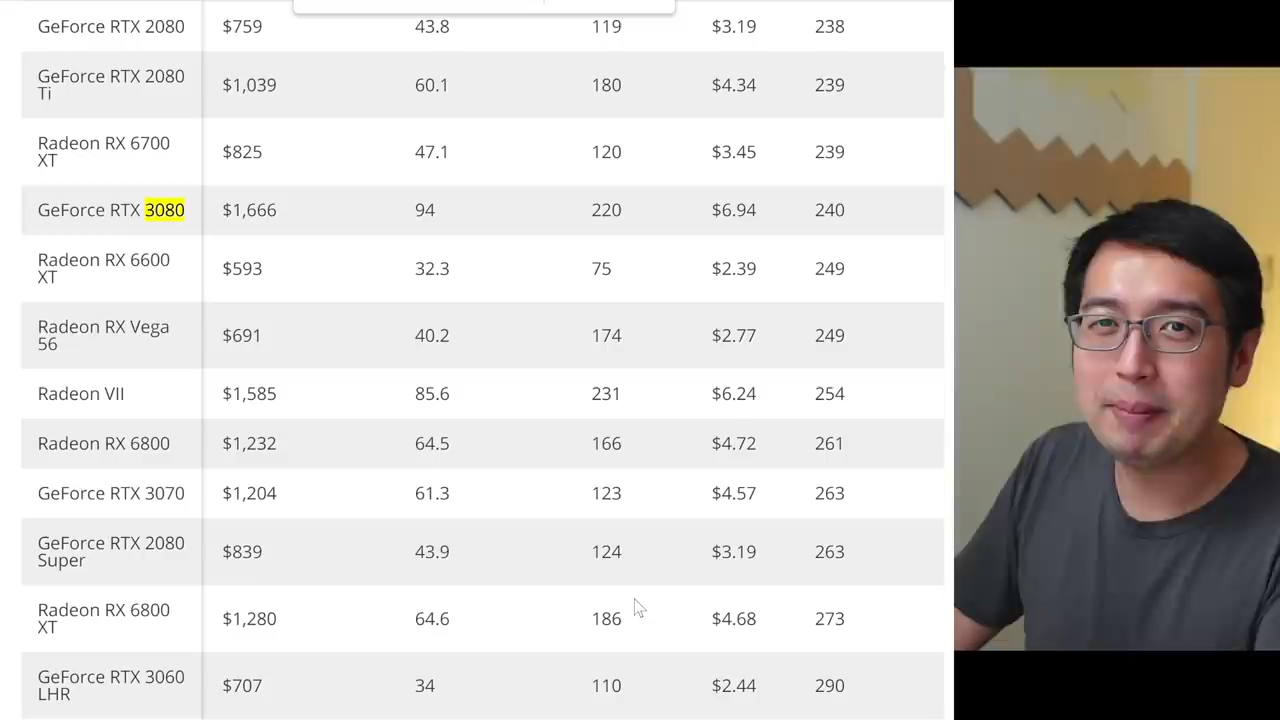 GeForce RTX 2080 $759 43.8 119 $3.19 238
GeForce RTX 2080
Ti $1,039 60.1 180 $4.34 239
Radeon RX 6700
XT $825 47.1 120 $3.45 239
GeForce RTX 3080 $1,666 94 220 $6.94 240
Radeon RX 6600
XT $593 32.3 75 $2.39 249
Radeon RX Vega
56 $691 40.2 174 $2.77 249
Radeon VII $1,585 85.6 231 $6.24 254
Radeon RX 6800 $1,232 64.5 166 $4.72 261
GeForce RTX 3070 $1,204 61.3 123 $4.57 263
GeForce RTX 2080
Super $839 43.9 124 $3.19 263
Radeon RX 6800
XT $1,280 64.6 186 $4.68 273
GeForce RTX 3060
LHR $707 34 110 $2.44 290